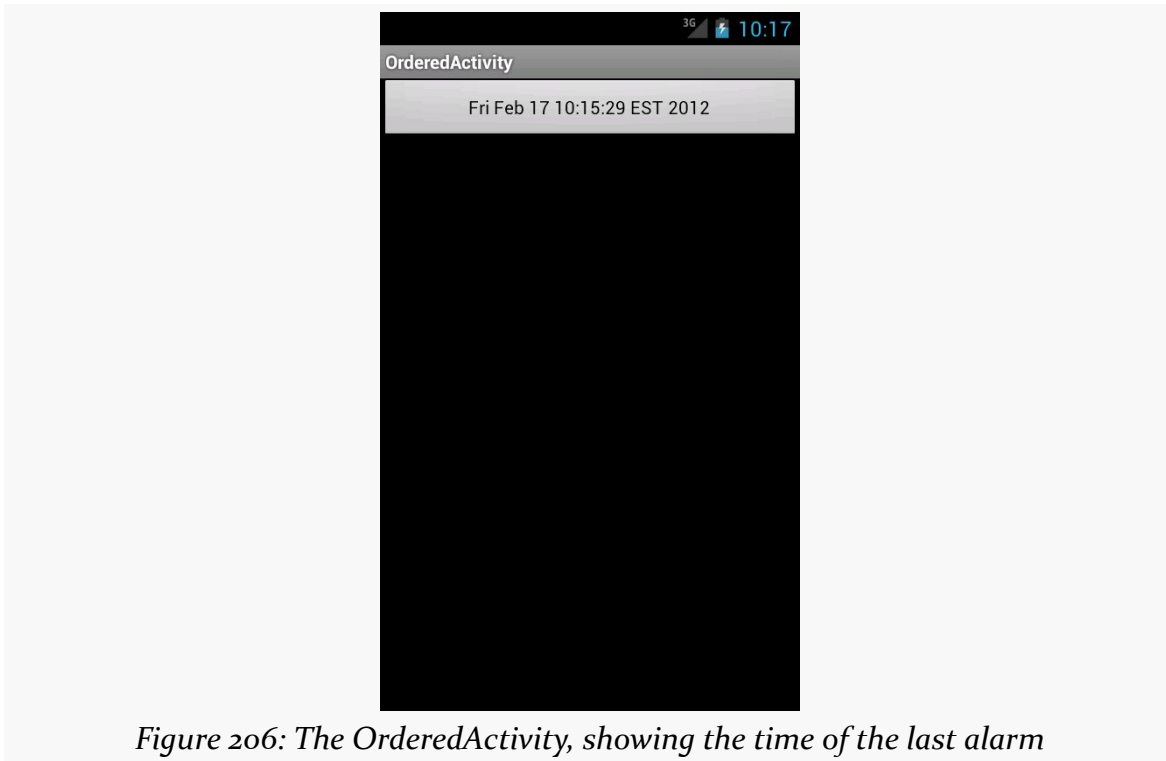 3G 10:17
OrderedActivity
Fri Feb 17 10:15:29 EST 2012
Figure 206: The OrderedActivity, showing the time of the last alarm